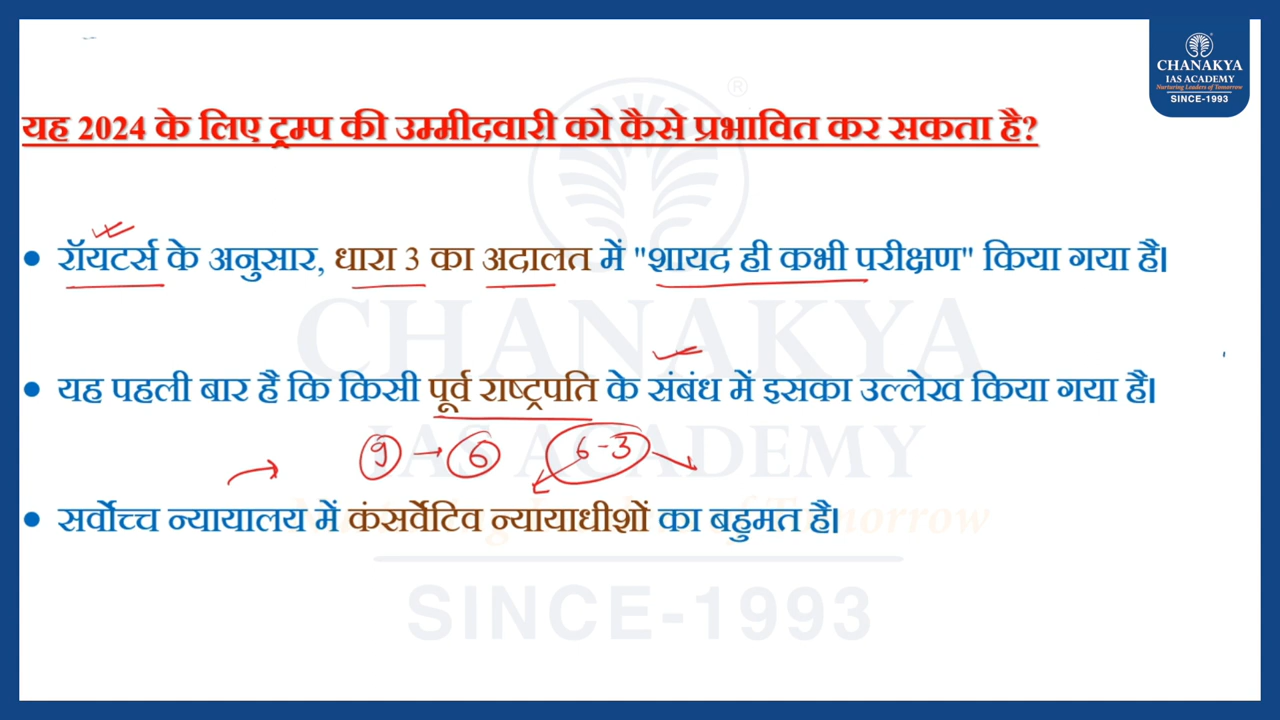 CHANAKYA
IAS ACADEMY
Nurturing Leaders of Tomorrow
SINCE-1993
यह 2024 के लिए ट्रम्प की उम्मीदवारी को कैसे प्रभावित कर सकता है?
• रॉयटर्स के अनुसार, धारा 3 का अदालत में "शायद ही कभी परीक्षण" किया गया है।
CHANAKYA
• यह पहली बार है कि किसी पूर्व राष्ट्रपति के संबंध में इसका उल्लेख किया गया है।
9 → 6 6-3
IAS ACADEMY
• सर्वोच्च न्यायालय में कंसर्वेटिव न्यायाधीशों का बहुमत है।
SINCE-1993